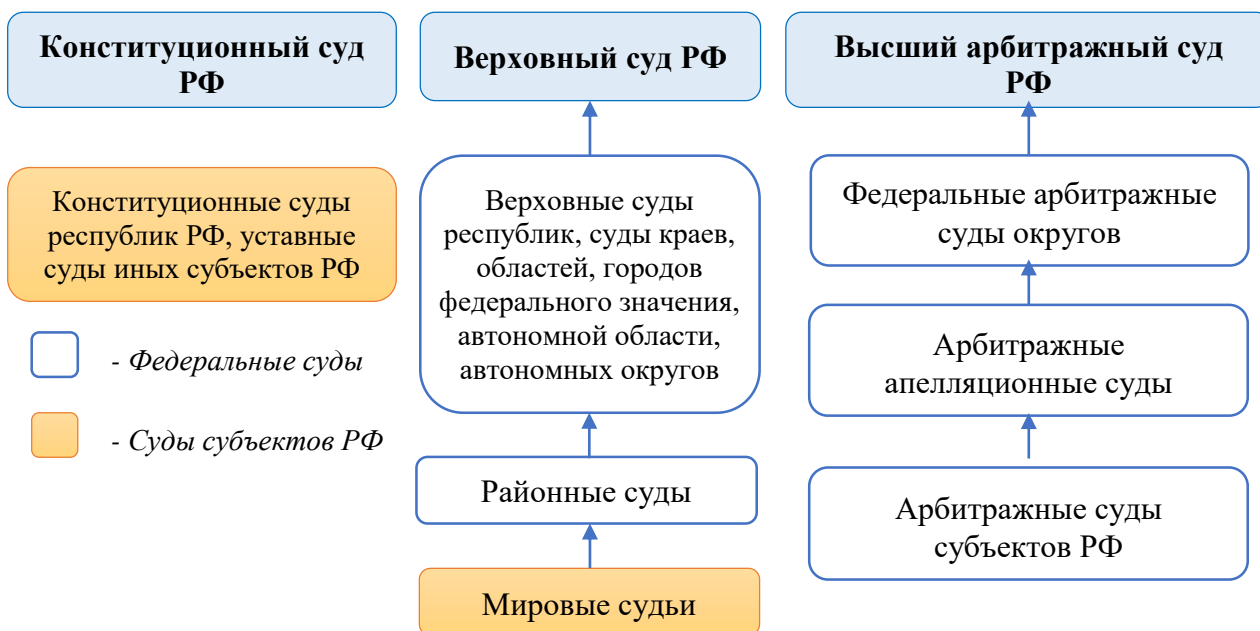 Конституционный суд
РФ
Конституционные суды
республик РФ, уставные
суды иных субъектов РФ
- Федеральные суды
- Суды субъектов РФ
Верховный суд РФ
Верховные суды
республик, суды краев,
областей, городов
федерального значения,
автономной области,
автономных округов
Районные суды
Мировые судьи
Высший арбитражный суд
РФ
Федеральные арбитражные
суды округов
Арбитражные
апелляционные суды
Арбитражные суды
субъектов РФ